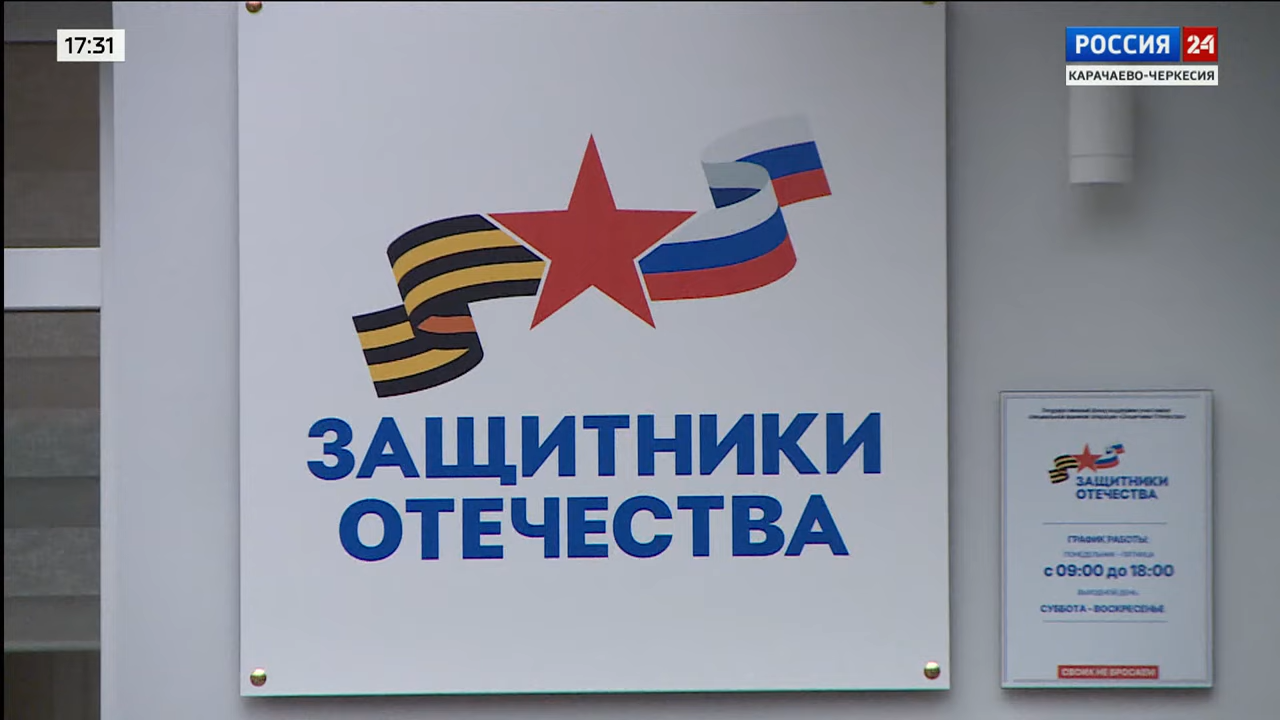 17:31
РОССИЯ 24
КАРАЧАЕВО-ЧЕРКЕСИЯ
ЗАЩИТНИКИ
ОТЕЧЕСТВА
ЗАЩИТНИКИ
ОТЕЧЕСТВА
ГРАФИК РАБОТЫ:
ПОНЕДЕЛЬНИК - ПЯТНИЦА
с 09:00 до 18:00
ВЫХОДНОЙ ДЕНЬ
СУББОТА - ВОСКРЕСЕНЬЕ
СВОИХ НЕ БРОСАЕМ